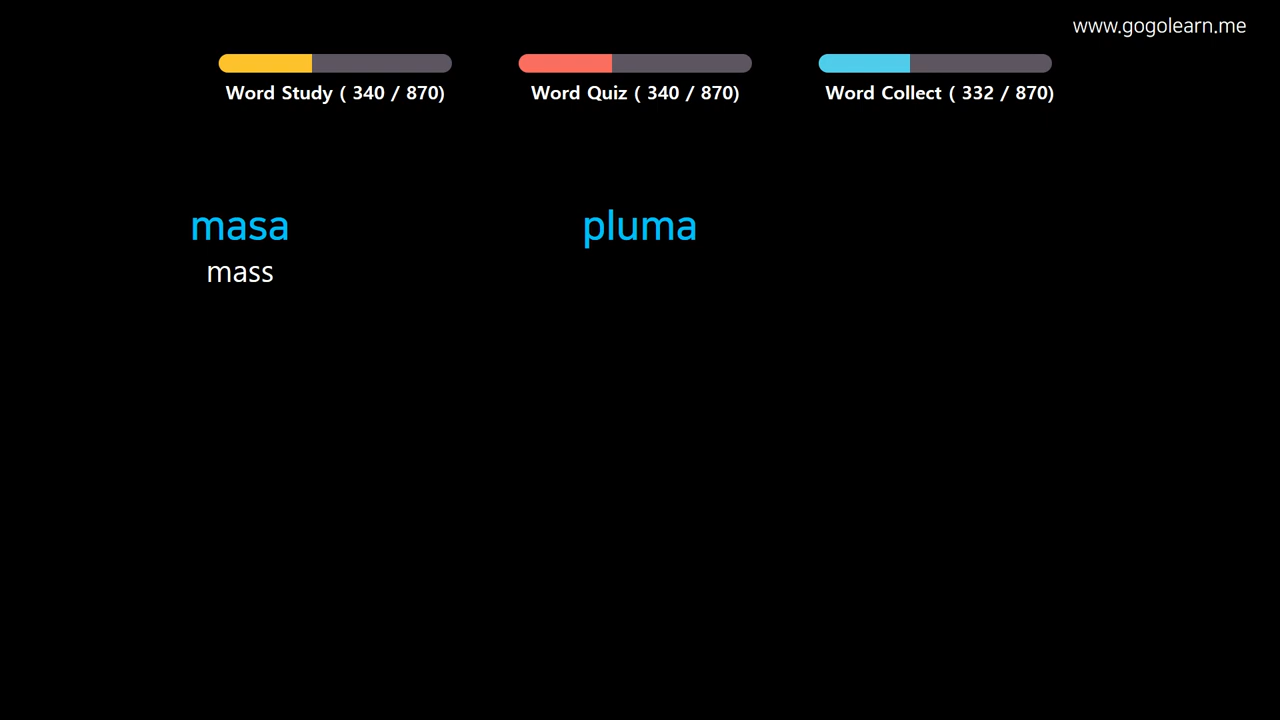 www.gogolearn.me
Word Study ( 340 / 870)
Word Quiz ( 340 / 870)
Word Collect ( 332 / 870)
masa
pluma
mass